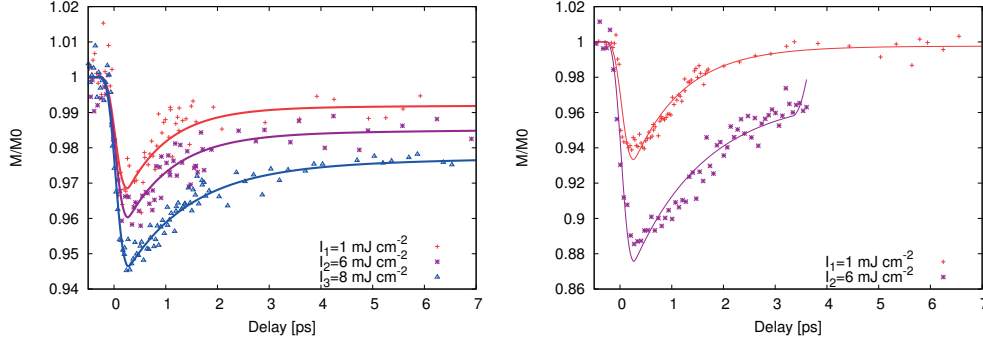 1.02
1.01
1
0.99
0.98
0.97
0.96
0.95
0.94
M/M0
0 1 2 3 4 5 6 7
Delay [ps]
I₁=1 mJ cm⁻²
I₂=6 mJ cm⁻²
I₃=8 mJ cm⁻²
1.02
1
0.98
0.96
0.94
0.92
0.9
0.88
0.86
M/M0
0 1 2 3 4 5 6 7
Delay [ps]
I₁=1 mJ cm⁻²
I₂=6 mJ cm⁻²